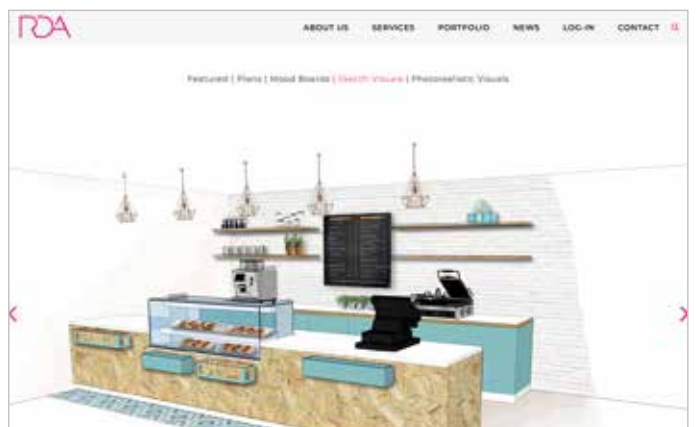 RDA
ABOUT US SERVICES PORTFOLIO NEWS LOG-IN CONTACT
Featured | Plans | Mood Boards | Sketch Visuals | Photorealistic Visuals